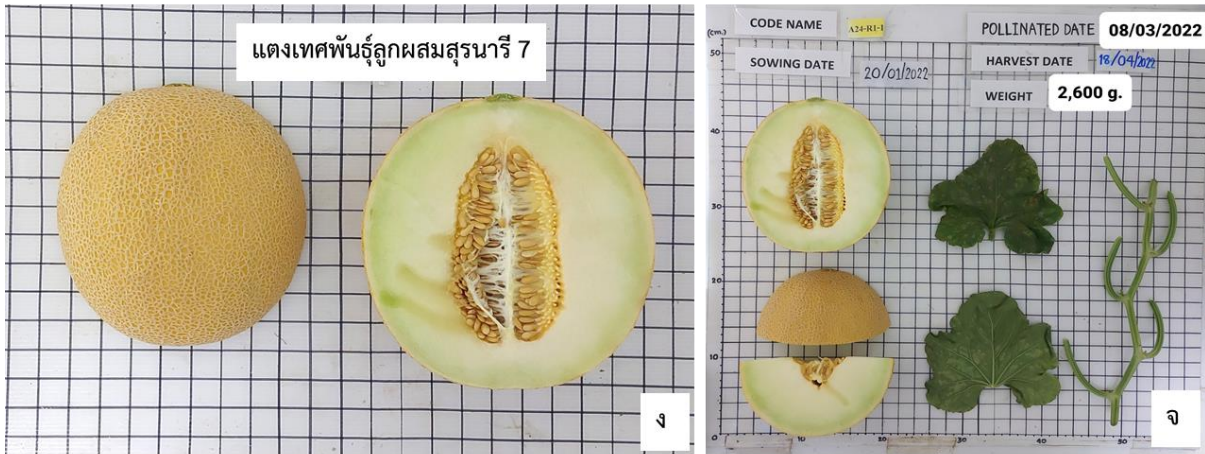 แตงเทศพันธุ์ลูกผสมสุรนารี 7
ง
CODE NAME A24-R1-1
POLLINATED DATE 08/03/2022
(cm.)
SOWING DATE 20/01/2022
HARVEST DATE 18/04/2022
WEIGHT 2,600 g.
50
40
30
20
10
0
10
20
30
40
50
จ